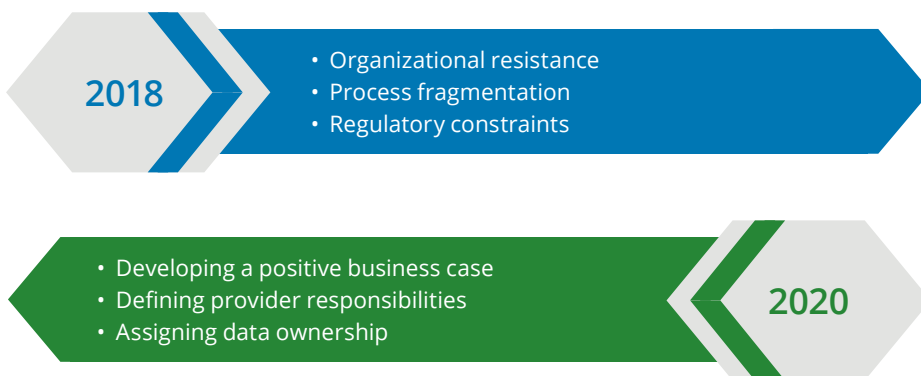 2018
• Organizational resistance
• Process fragmentation
• Regulatory constraints
• Developing a positive business case
• Defining provider responsibilities
• Assigning data ownership
2020